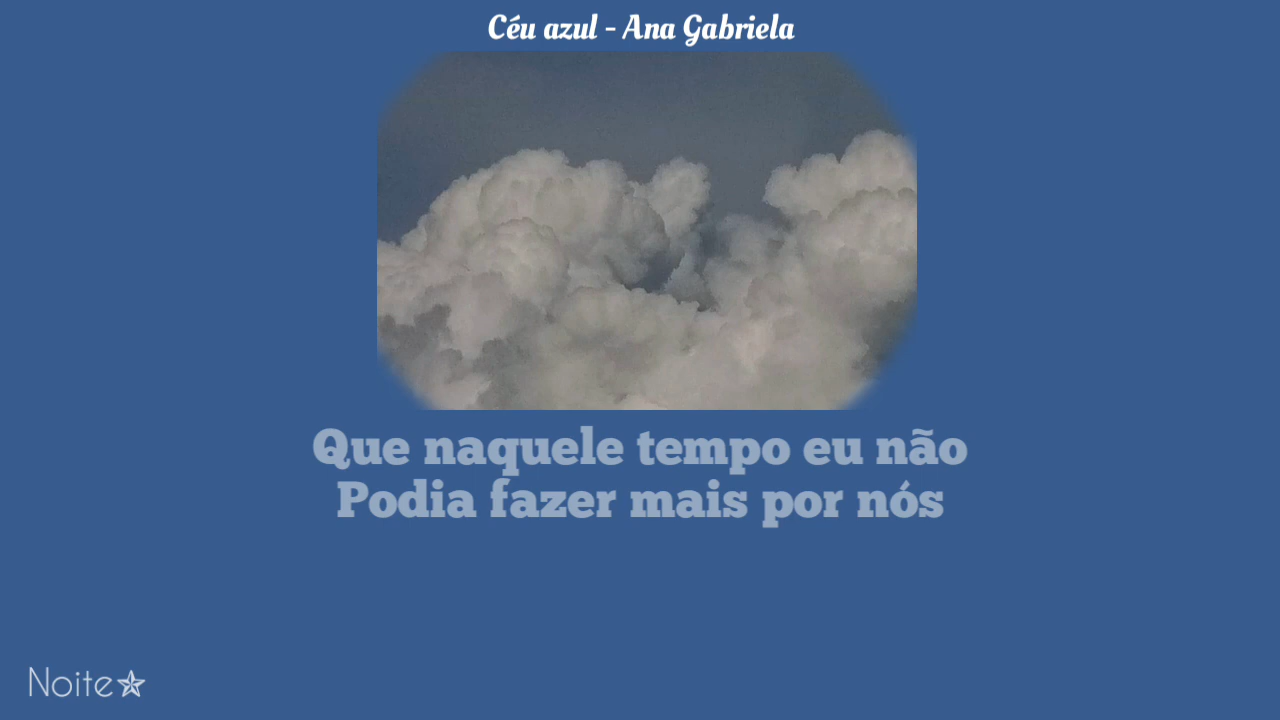 Céu azul - Ana Gabriela
Que naquele tempo eu não
Podia fazer mais por nós
Noite